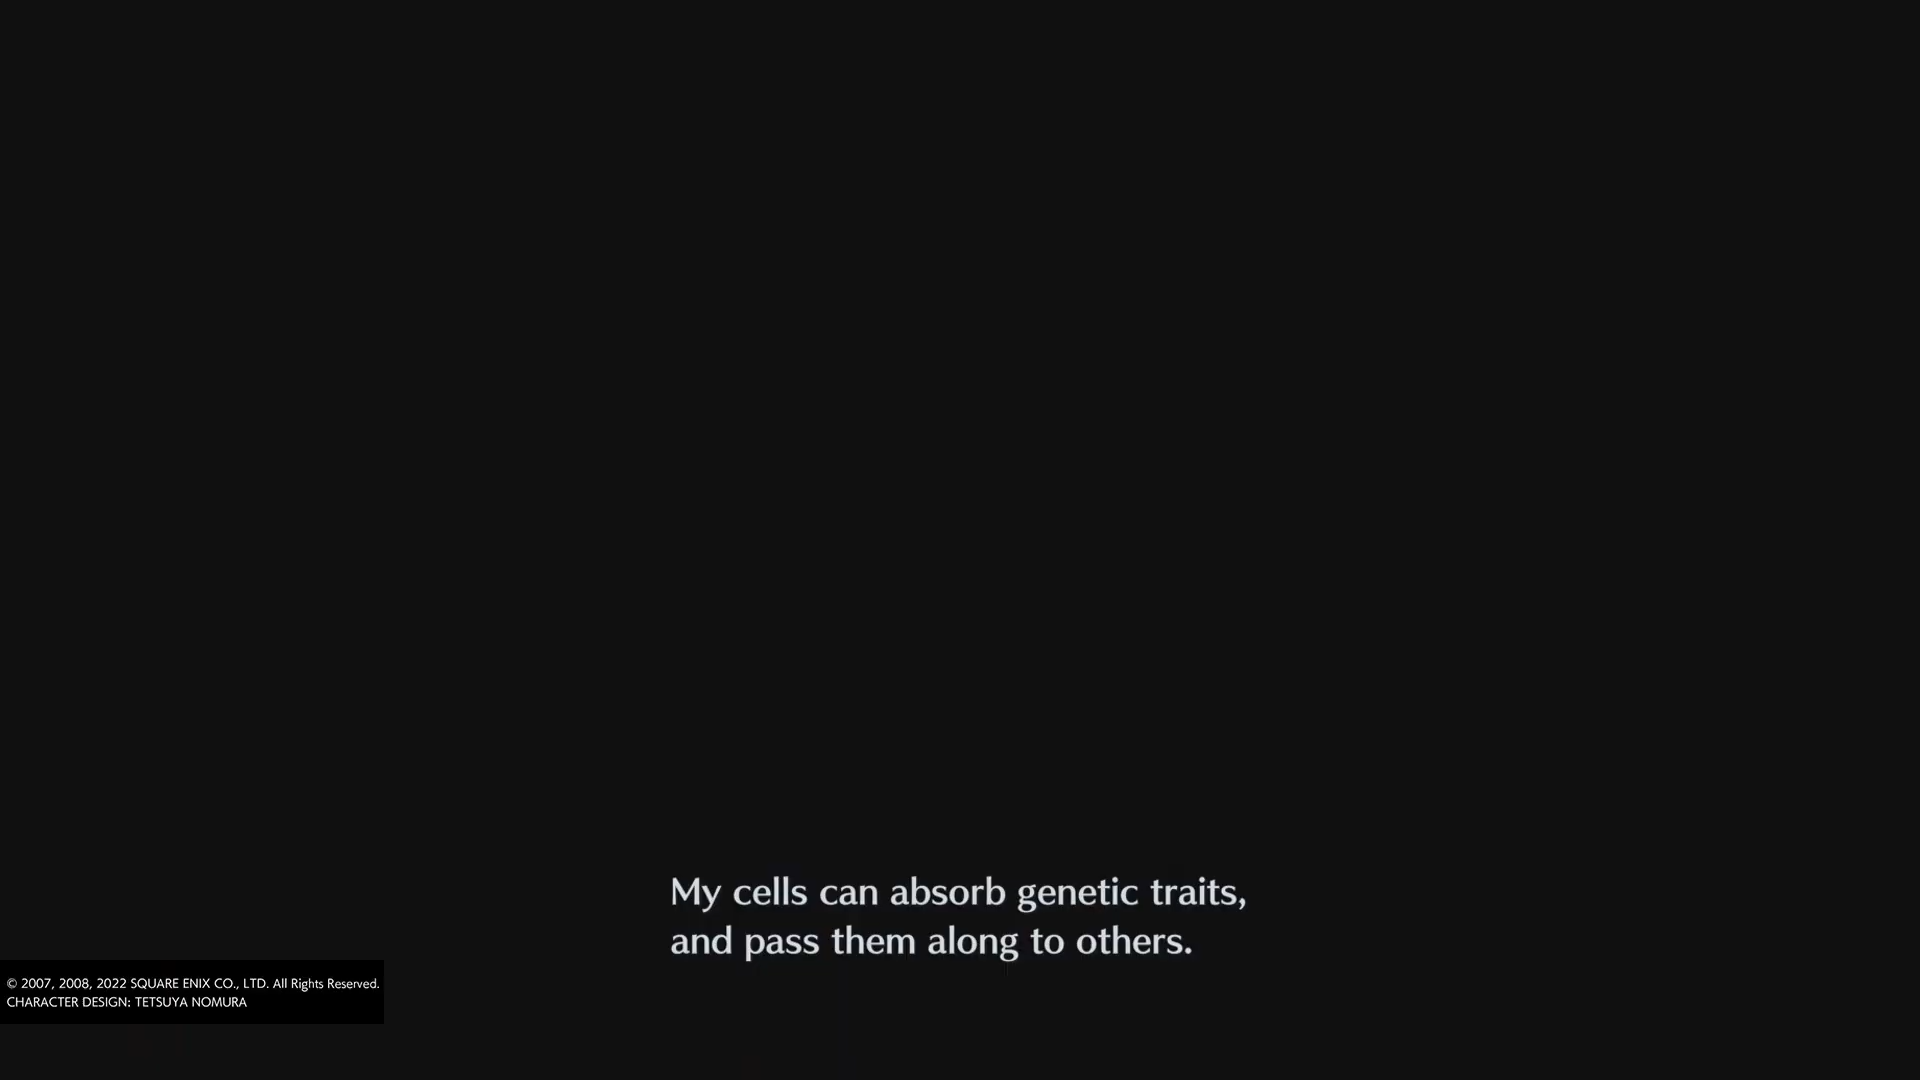 My cells can absorb genetic traits,
and pass them along to others.
© 2007, 2008, 2022 SQUARE ENIX CO., LTD. All Rights Reserved.
CHARACTER DESIGN: TETSUYA NOMURA